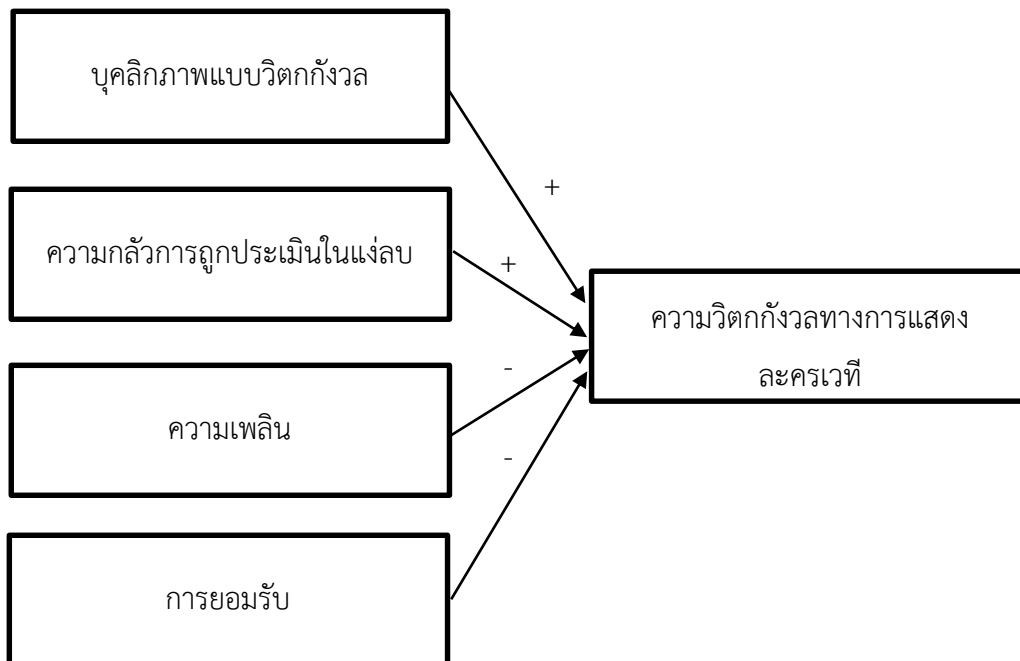 บุคลิกภาพแบบวิตกกังวล
+
ความกลัวการถูกประเมินในแง่ลบ
+
ความวิตกกังวลทางการแสดง
ละครเวที
-
ความเพลิน
-
การยอมรับ